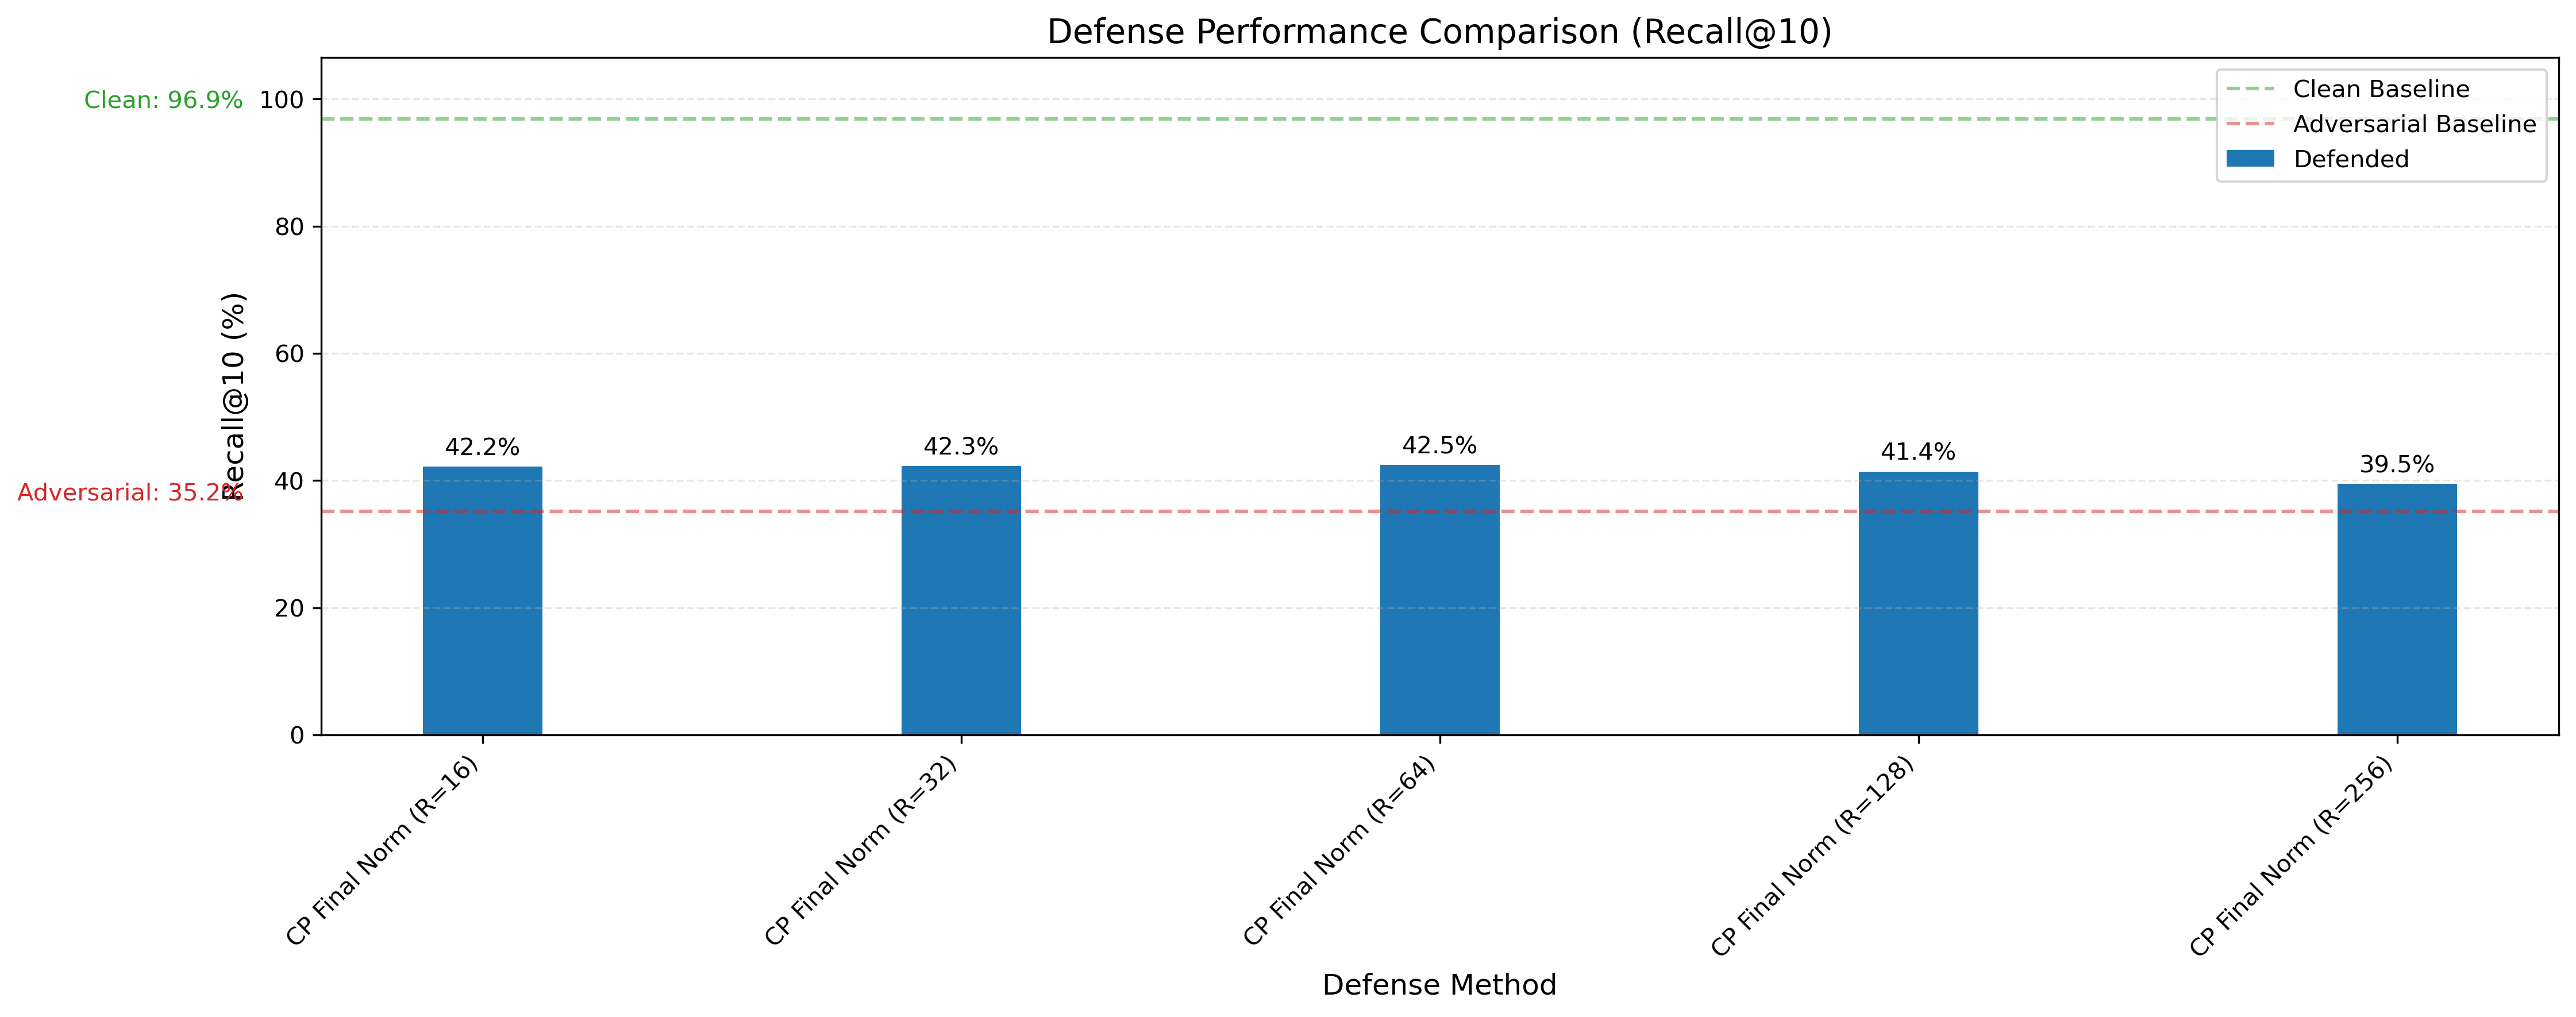 Defense Performance Comparison (Recall@10)
Clean: 96.9%
Adversarial: 35.2%
Recall@10 (%)
100
80
60
40
20
0
Clean Baseline
Adversarial Baseline
Defended
42.2%
42.3%
42.5%
41.4%
39.5%
CP Final Norm (R=16)
CP Final Norm (R=32)
CP Final Norm (R=64)
CP Final Norm (R=128)
CP Final Norm (R=256)
Defense Method